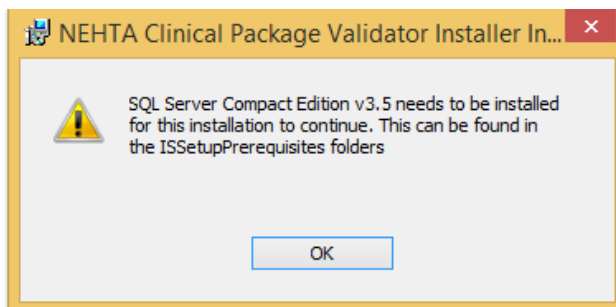 NEHTA Clinical Package Validator Installer In...
SQL Server Compact Edition v3.5 needs to be installed
for this installation to continue. This can be found in
the ISSetupPrerequisites folders
OK